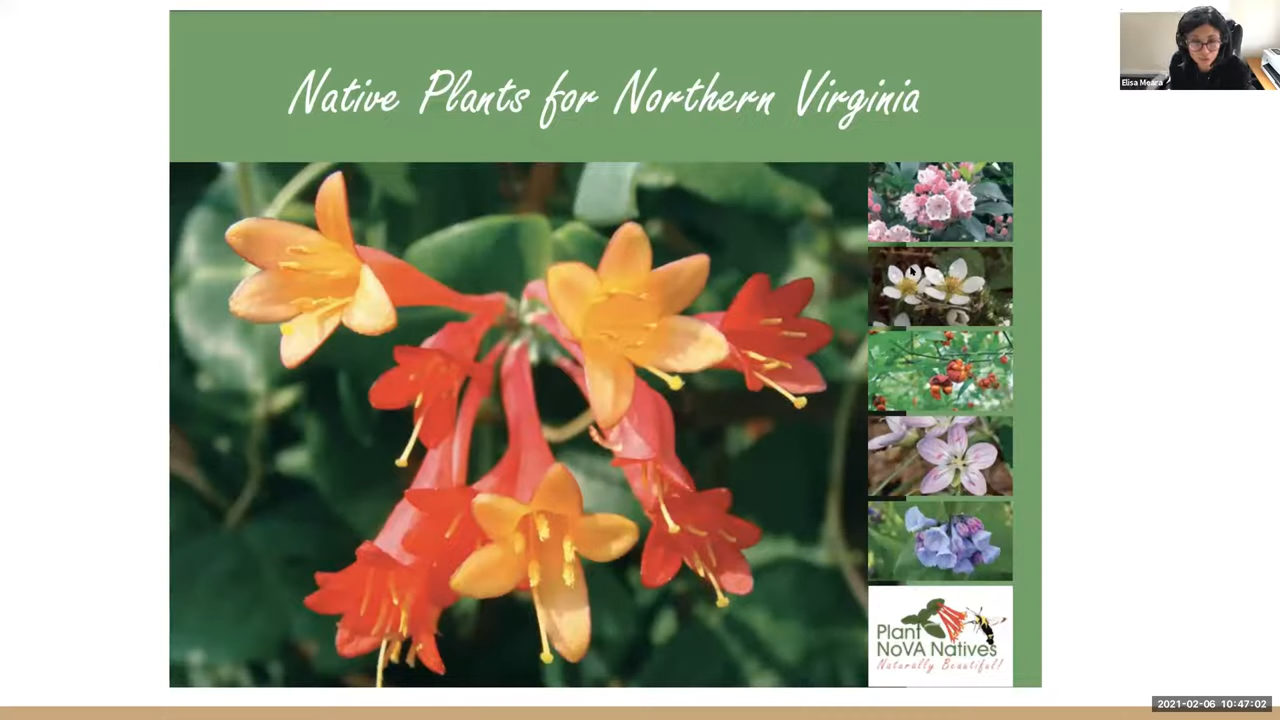 Native Plants for Northern Virginia
Elisa Meara
Plant
NoVA Natives
Naturally Beautiful!
2021-02-06 10:47:02